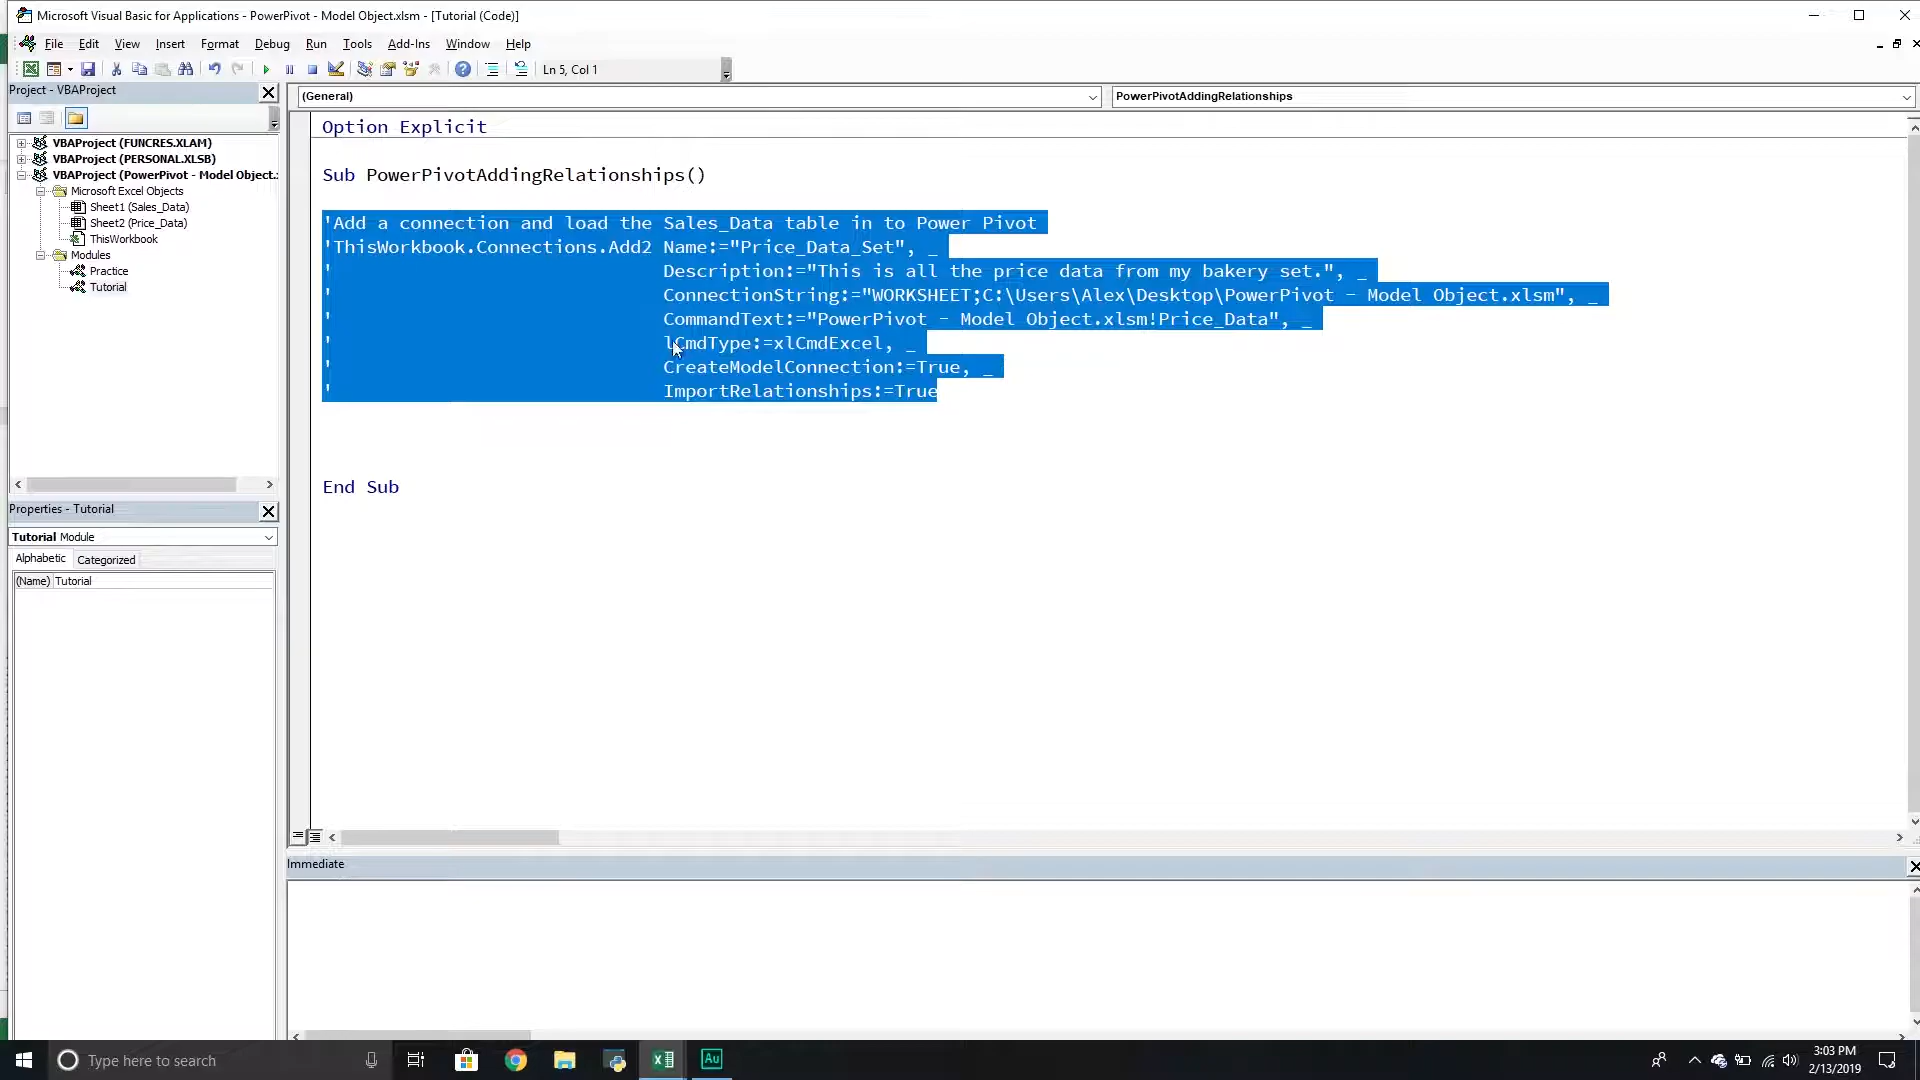 Microsoft Visual Basic for Applications - PowerPivot - Model Object.xlsm - [Tutorial (Code)]
File Edit View Insert Format Debug Run Tools Add-Ins Window Help
Ln 5, Col 1
Project - VBAProject
VBAProject (FUNCRES.XLAM)
VBAProject (PERSONAL.XLSB)
VBAProject (PowerPivot - Model Object.
Microsoft Excel Objects
Sheet1 (Sales_Data)
Sheet2 (Price_Data)
ThisWorkbook
Modules
Practice
Tutorial
Properties - Tutorial
Tutorial Module
Alphabetic Categorized
(Name) Tutorial
(General)
PowerPivotAddingRelationships
Option Explicit
Sub PowerPivotAddingRelationships()
'Add a connection and load the Sales_Data table in to Power Pivot
'ThisWorkbook.Connections.Add2 Name:="Price_Data_Set", _
' Description:="This is all the price data from my bakery set.", _
' ConnectionString:="WORKSHEET;C:\Users\Alex\Desktop\PowerPivot - Model Object.xlsm", _
' CommandText:="PowerPivot - Model Object.xlsm!Price_Data", _
' lCmdType:=xlCmdExcel, _
' CreateModelConnection:=True, _
' ImportRelationships:=True
End Sub
Immediate
Type here to search
Au
3:03 PM
2/13/2019